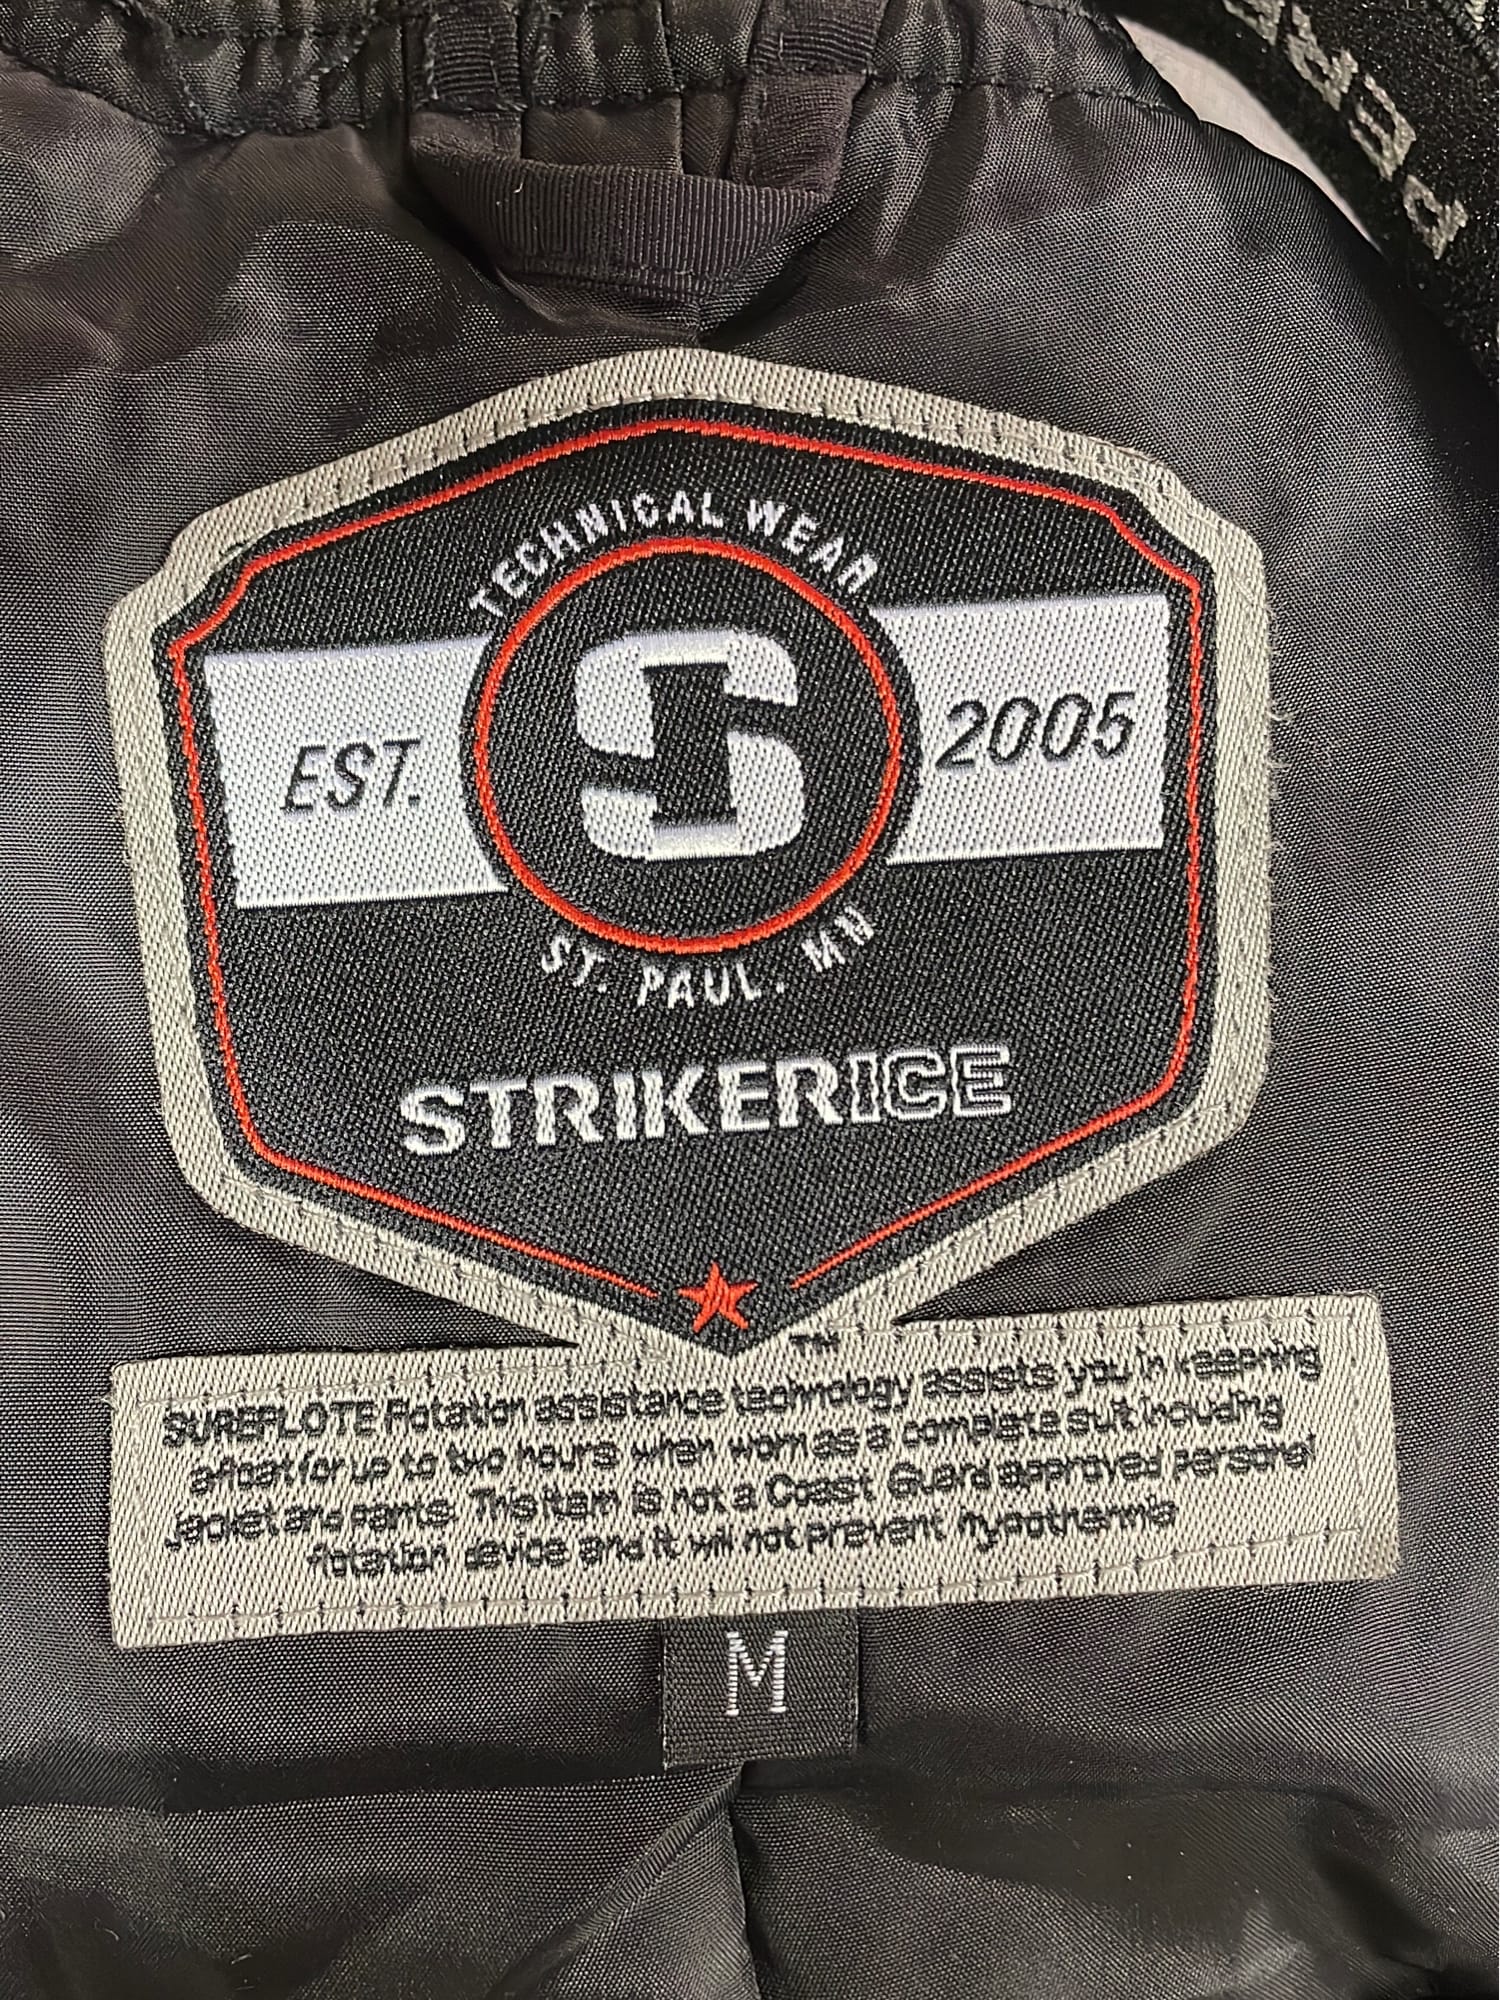 TECHNICAL WEAR
EST.
S
2005
ST. PAUL. MN
STRIKERICE
™
SUREFLOTE Flotation assistance technology assists you in keeping
afloat for up to two hours when worn as a complete suit including
jacket and pants. This item is not a Coast Guard approved personal
flotation device and it will not prevent hypothermia
M